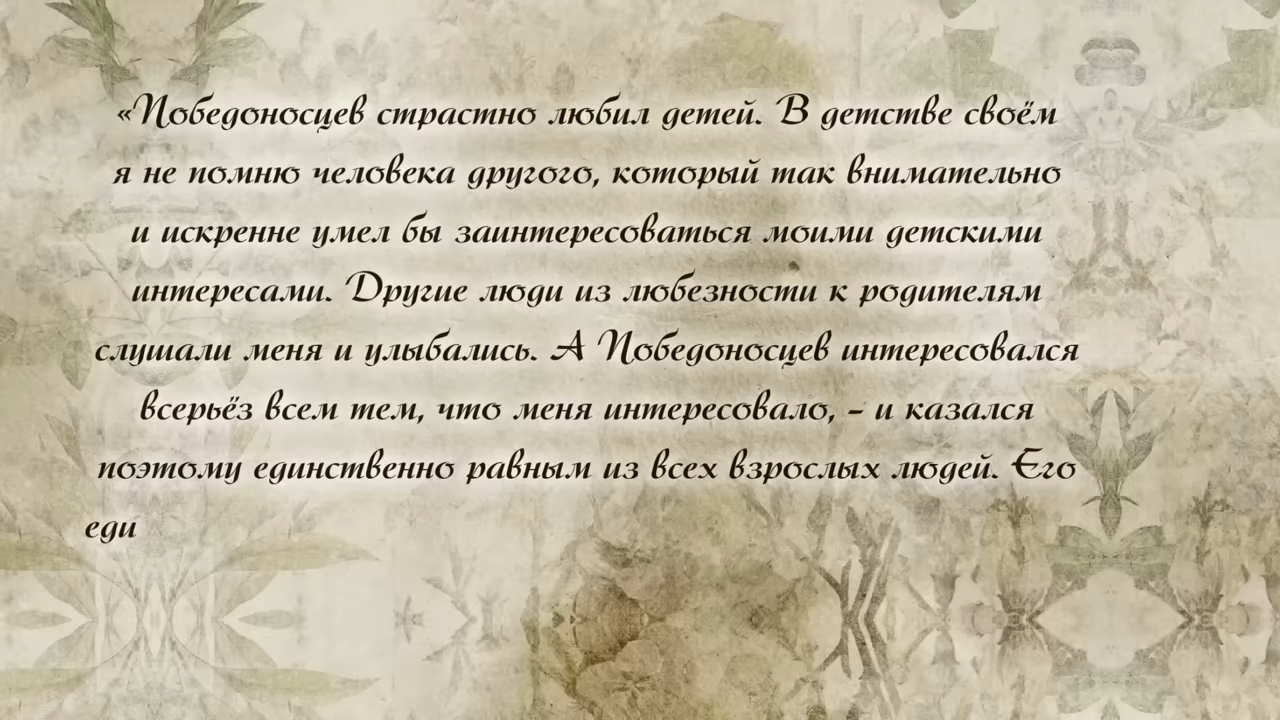 «Победоносцев страстно любил детей. В детстве своём
я не помню человека другого, который так внимательно
и искренне умел бы заинтересоваться моими детскими
интересами. Другие люди из любезности к родителям
слушали меня и улыбались. А Победоносцев интересовался
всерьёз всем тем, что меня интересовало, - и казался
поэтому единственно равным из всех взрослых людей. Его
еди